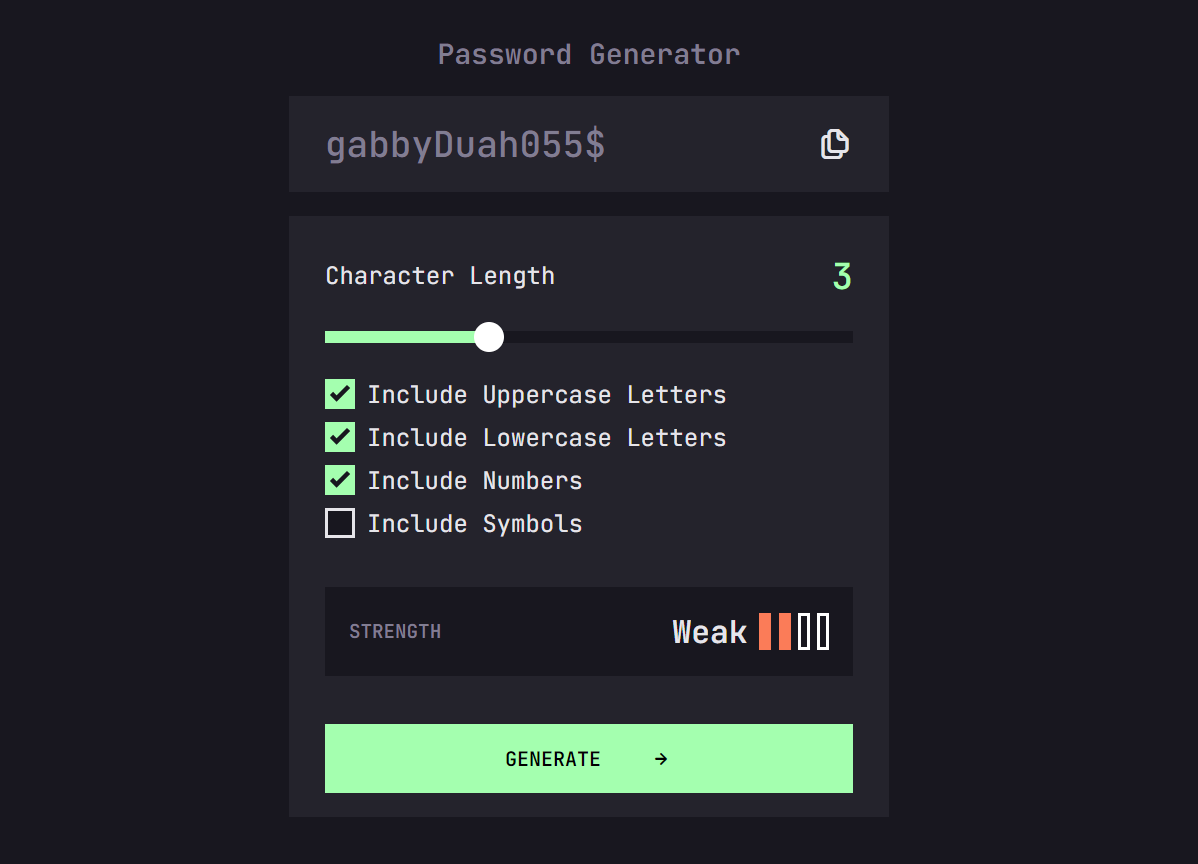 Password Generator
gabbyDuah055$
Character Length 3
Include Uppercase Letters
Include Lowercase Letters
Include Numbers
Include Symbols
STRENGTH Weak
GENERATE →